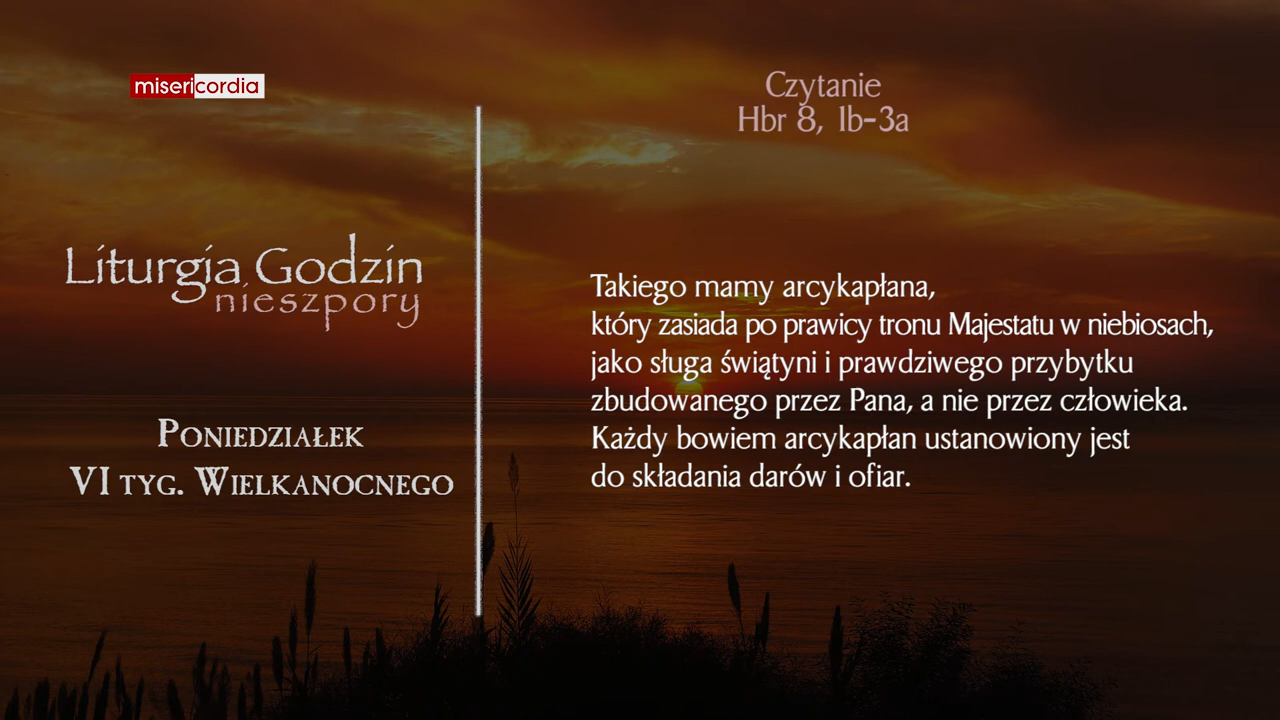 misericordia
Liturgia Godzin
nieszpory
Poniedziałek
VI tyg. Wielkanocnego
Czytanie
Hbr 8, 1b-3a
Takiego mamy arcykapłana,
który zasiada po prawicy tronu Majestatu w niebiosach,
jako sługa świątyni i prawdziwego przybytku
zbudowanego przez Pana, a nie przez człowieka.
Każdy bowiem arcykapłan ustanowiony jest
do składania darów i ofiar.